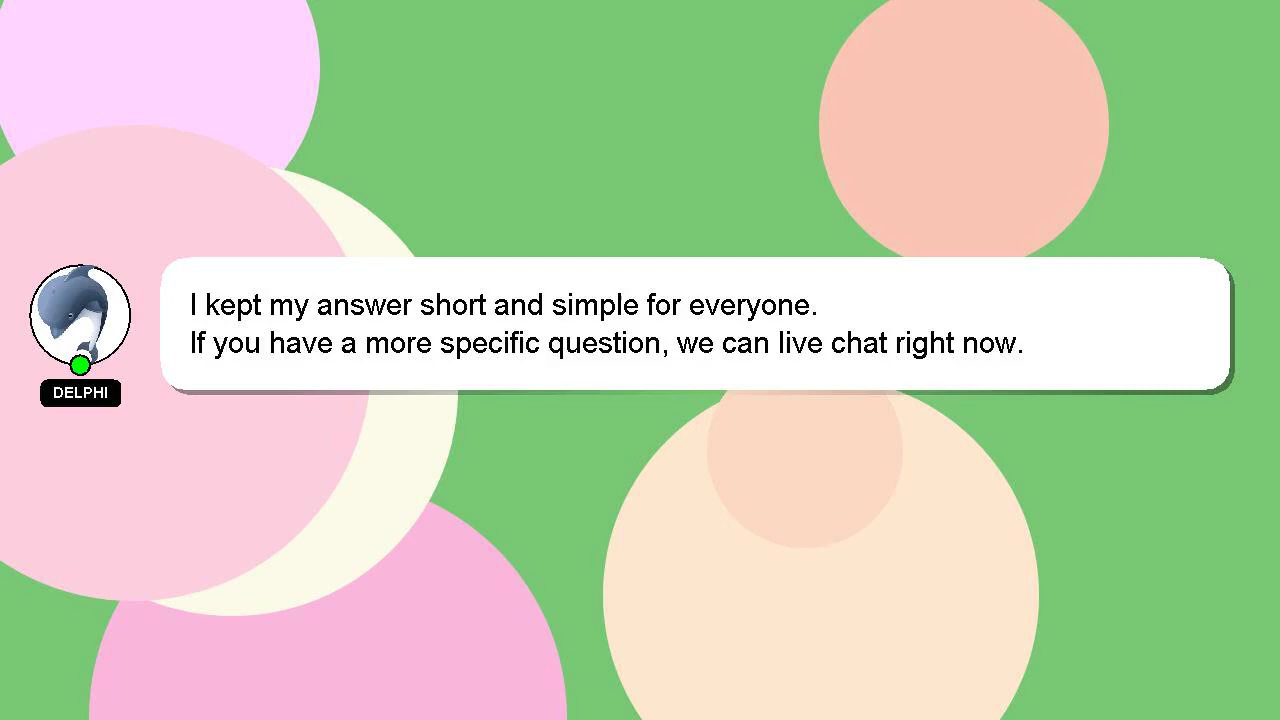 I kept my answer short and simple for everyone.
If you have a more specific question, we can live chat right now.
DELPHI